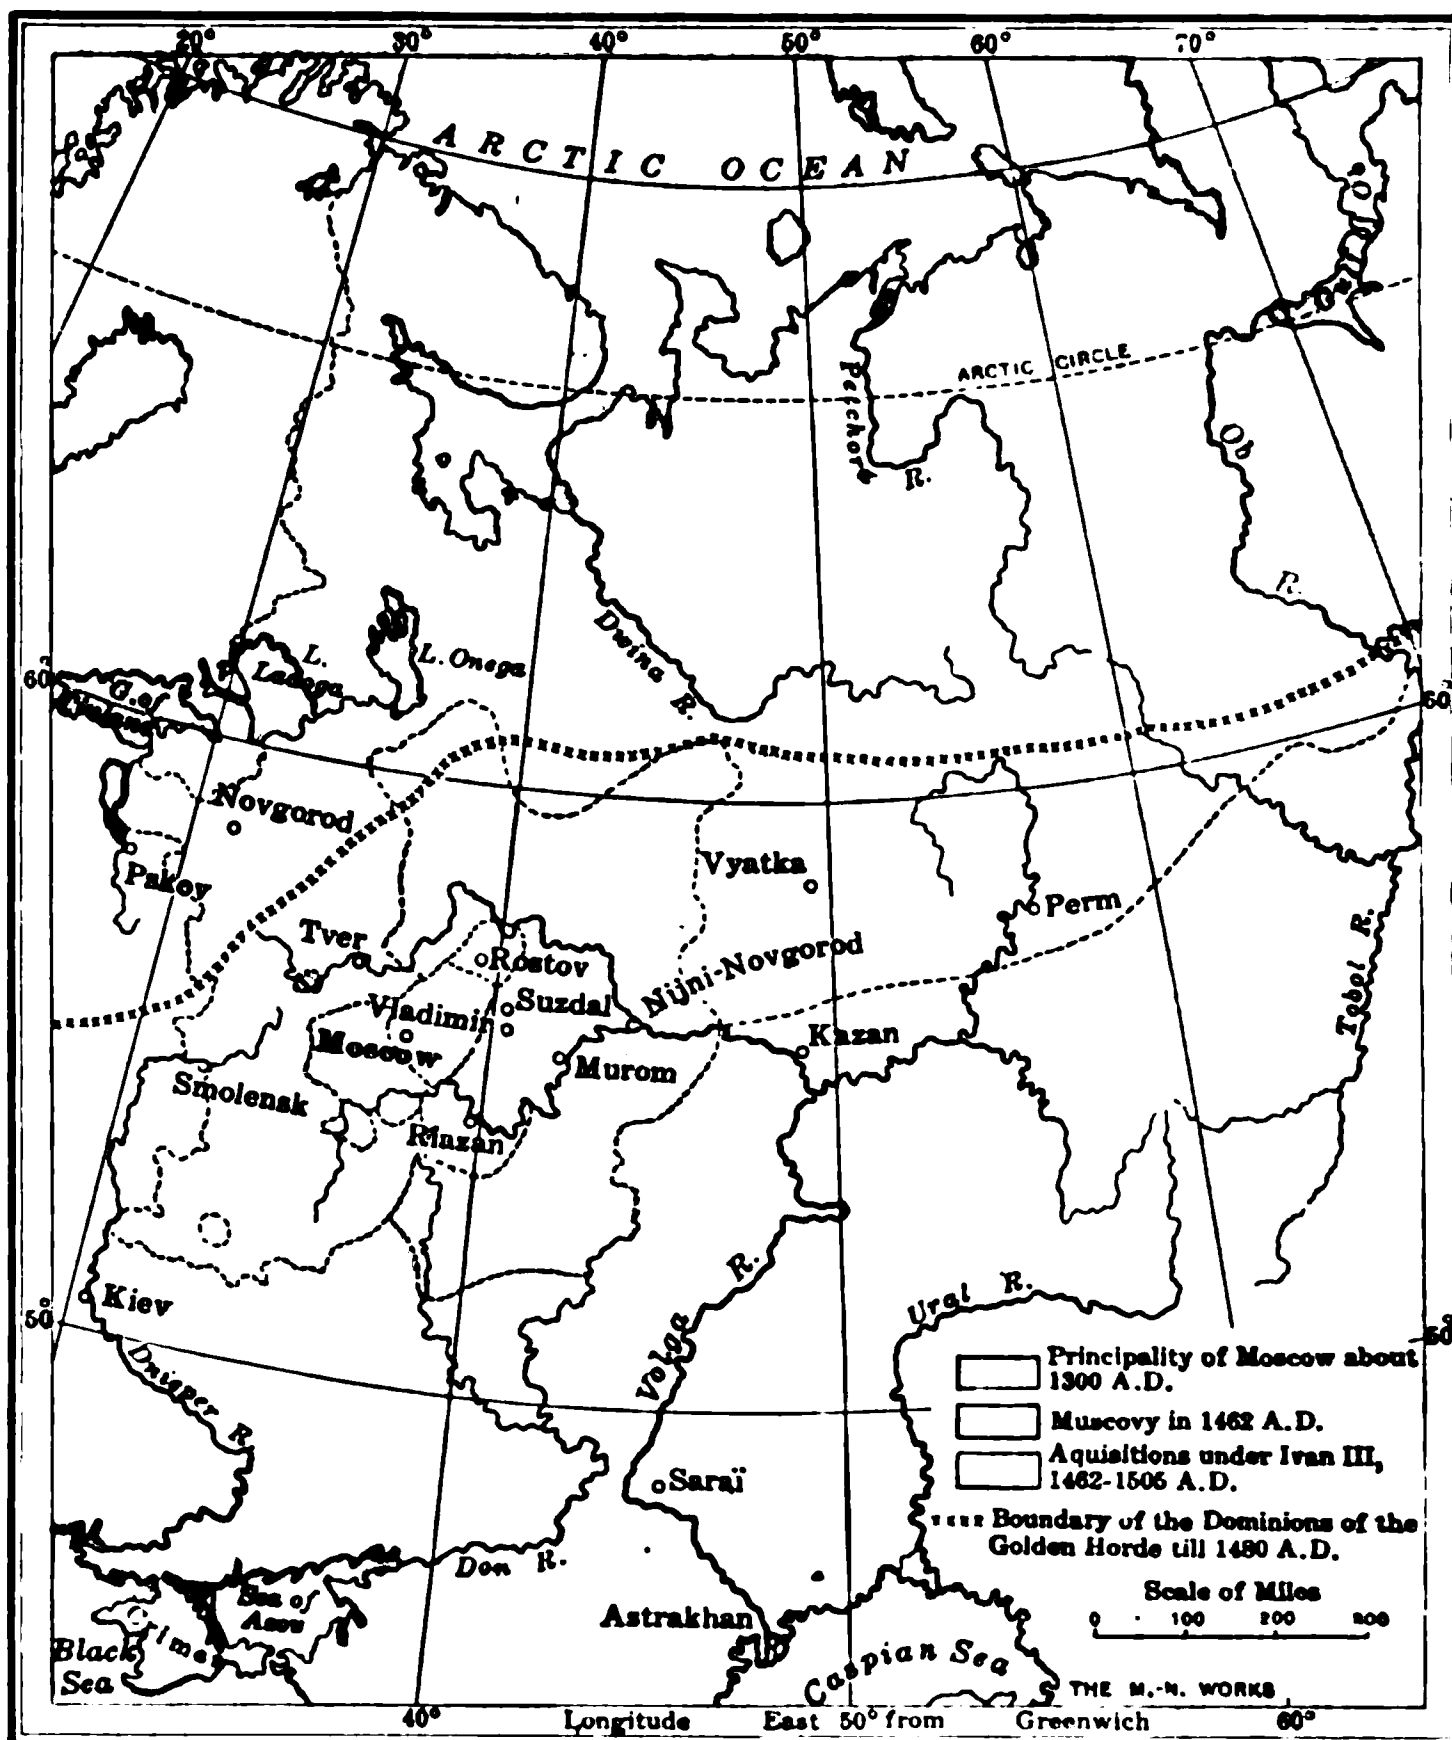 20° 30° 40° 50° 60° 70°
ARCTIC OCEAN
Ob
Gulf
ARCTIC CIRCLE
Petchora
R.
Ob
R.
Dwina R.
L. Onega
L.
Ladoga
60°
60°
G. of
Finland
Novgorod
Pskov
Vyatka
Perm
Tver
Rostov
Nijni-Novgorod
Suzdal
Vladimir
Moscow
Kazan
Murom
Tobol R.
Smolensk
Riazan
Volga R.
Ural R.
Kiev
50°
50°
Dnieper R
Principality of Moscow about
1300 A.D.
Muscovy in 1462 A.D.
Aquisitions under Ivan III,
1462-1505 A.D.
Boundary of the Dominions of the
Golden Horde till 1480 A.D.
Saraï
Don R.
Scale of Miles
0 100 200 300
Sea of
Azov
Crimea
Astrakhan
Black
Sea
Caspian Sea
THE M.-N. WORKS
40° Longitude East 50° from Greenwich 60°